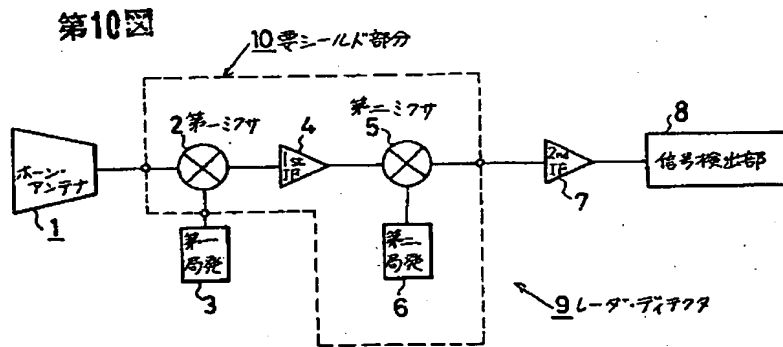 第10図
10 要シールド部分
2 第一ミクサ
4
第二ミクサ
5
8
ホーン・
アンテナ
1st
IF
2nd
IF
信号検出部
1
7
第一
局発
第二
局発
3
6
9 レーダ・ディテクタ